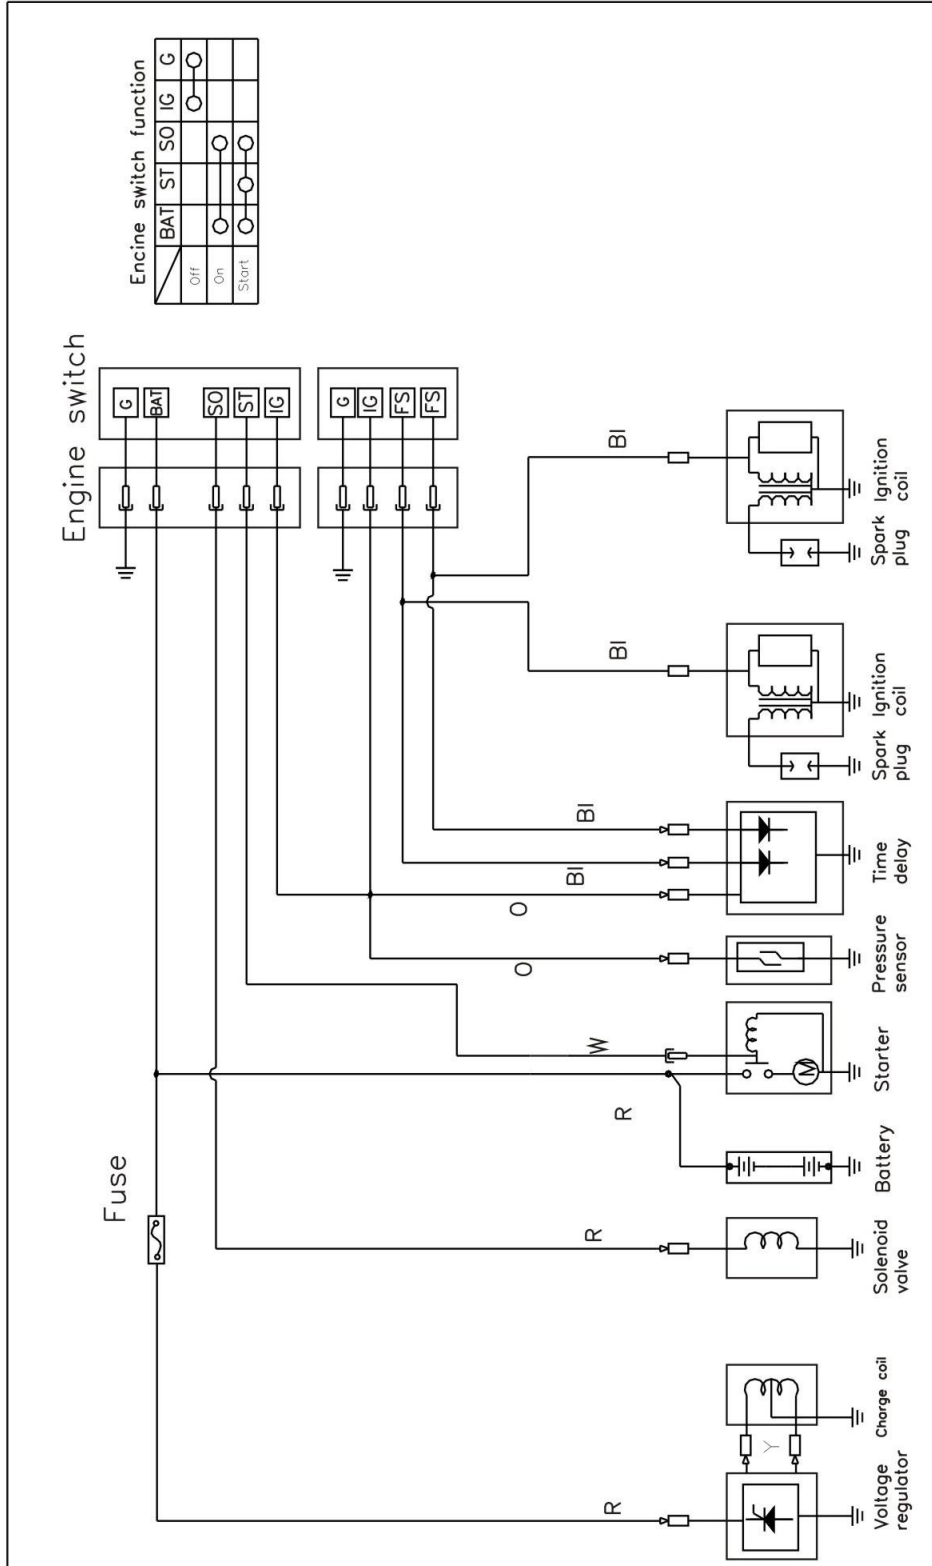 Encine switch function
BAT ST SO IG G
Off
On
Start
Engine switch
G
BAT
SO
ST
IG
G
IG
FS
FS
Fuse
R
R
R
W
O
O
BI
BI
BI
BI
Y
M
Voltage
regulator
Charge coil
Solenoid
valve
Battery
Starter
Pressure
sensor
Time
delay
Spark
plug
Ignition
coil
Spark
plug
Ignition
coil